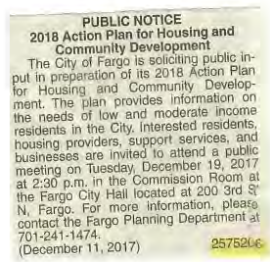 PUBLIC NOTICE
2018 Action Plan for Housing and
Community Development
The City of Fargo is soliciting public in-
put in preparation of its 2018 Action Plan
for Housing and Community Develop-
ment. The plan provides information on
the needs of low and moderate income
residents in the City. Interested residents,
housing providers, support services, and
businesses are invited to attend a public
meeting on Tuesday, December 19, 2017
at 2:30 p.m. in the Commission Room at
the Fargo City Hall located at 200 3rd St
N, Fargo. For more information, please
contact the Fargo Planning Department at
701-241-1474.
(December 11, 2017) 2575206